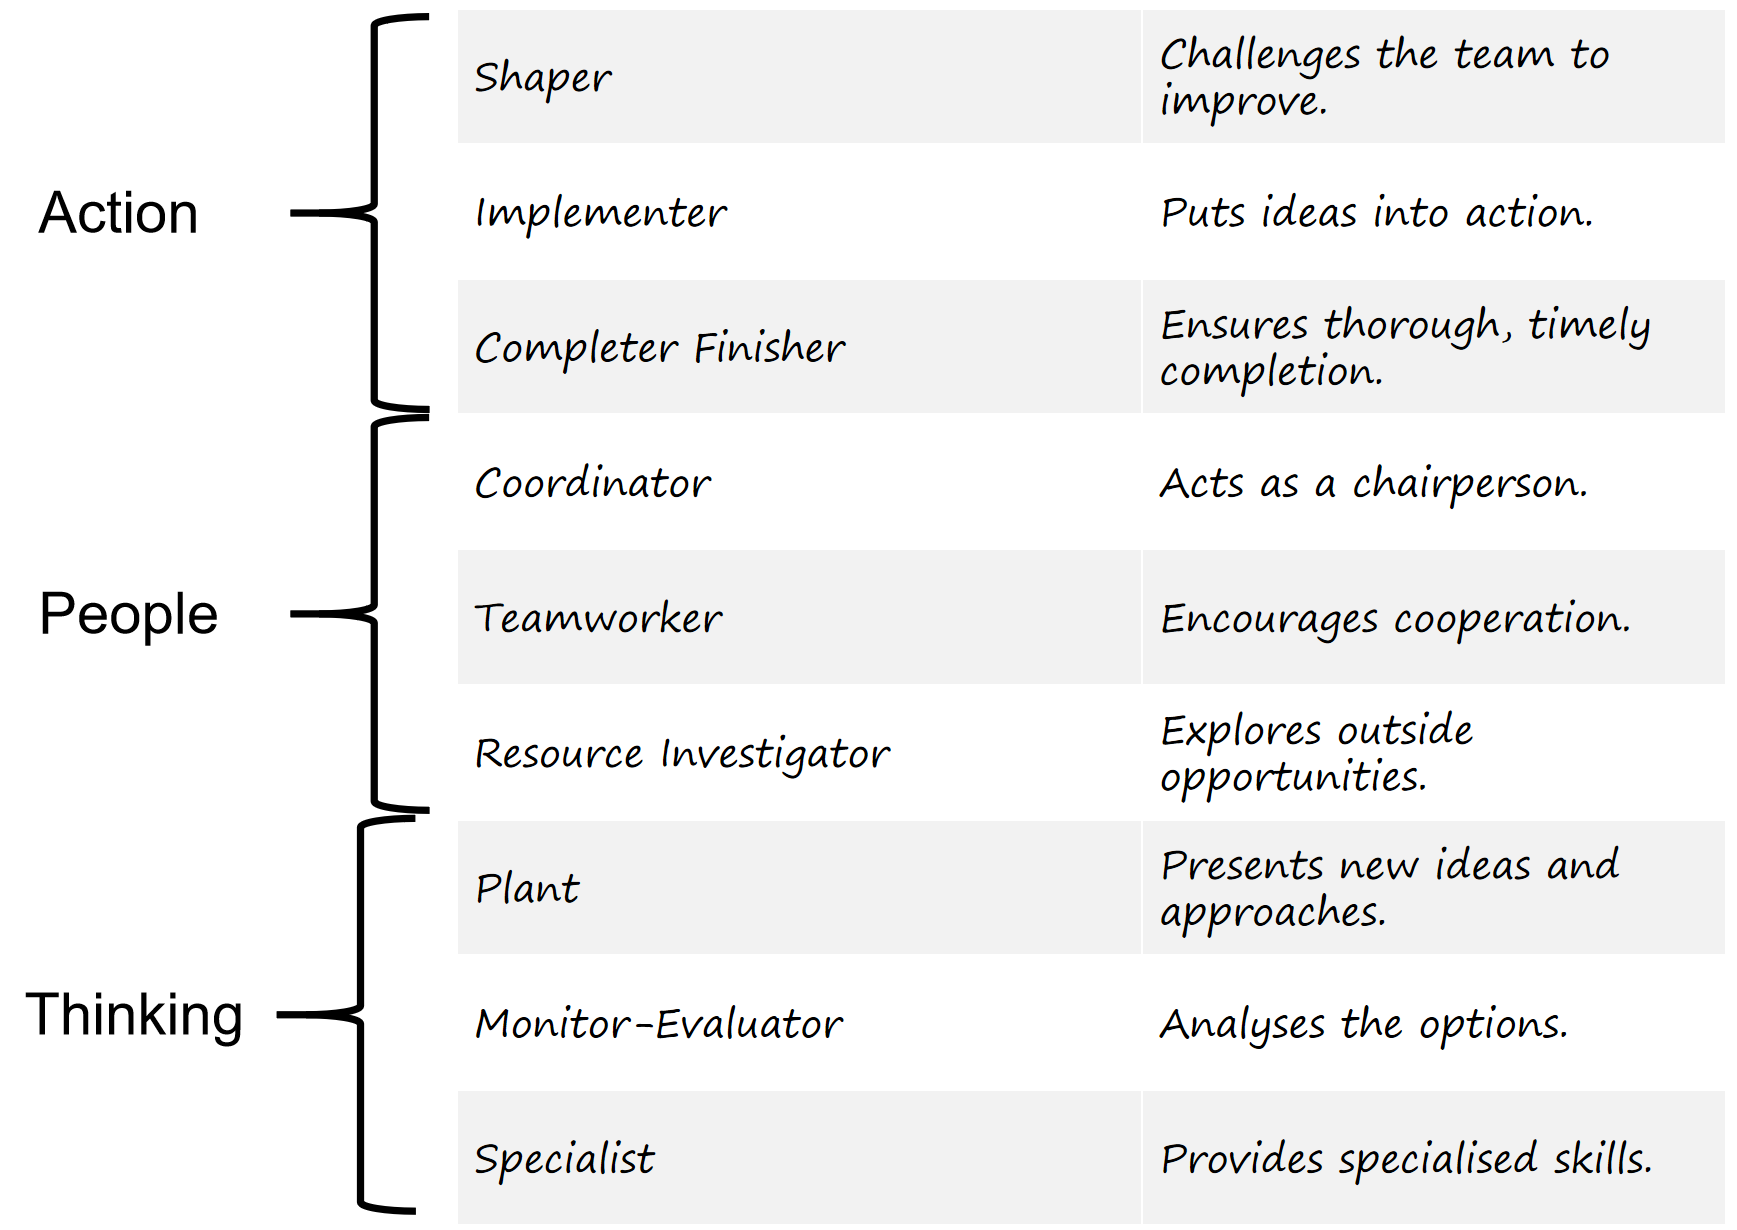 Action
Shaper
Challenges the team to
improve.
Implementer
Puts ideas into action.
Completer Finisher
Ensures thorough, timely
completion.
People
Coordinator
Acts as a chairperson.
Teamworker
Encourages cooperation.
Resource Investigator
Explores outside
opportunities.
Thinking
Plant
Presents new ideas and
approaches.
Monitor-Evaluator
Analyses the options.
Specialist
Provides specialised skills.